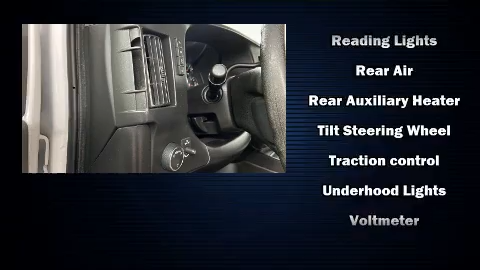 Reading Lights
Rear Air
Rear Auxiliary Heater
Tilt Steering Wheel
Traction control
Underhood Lights
Voltmeter